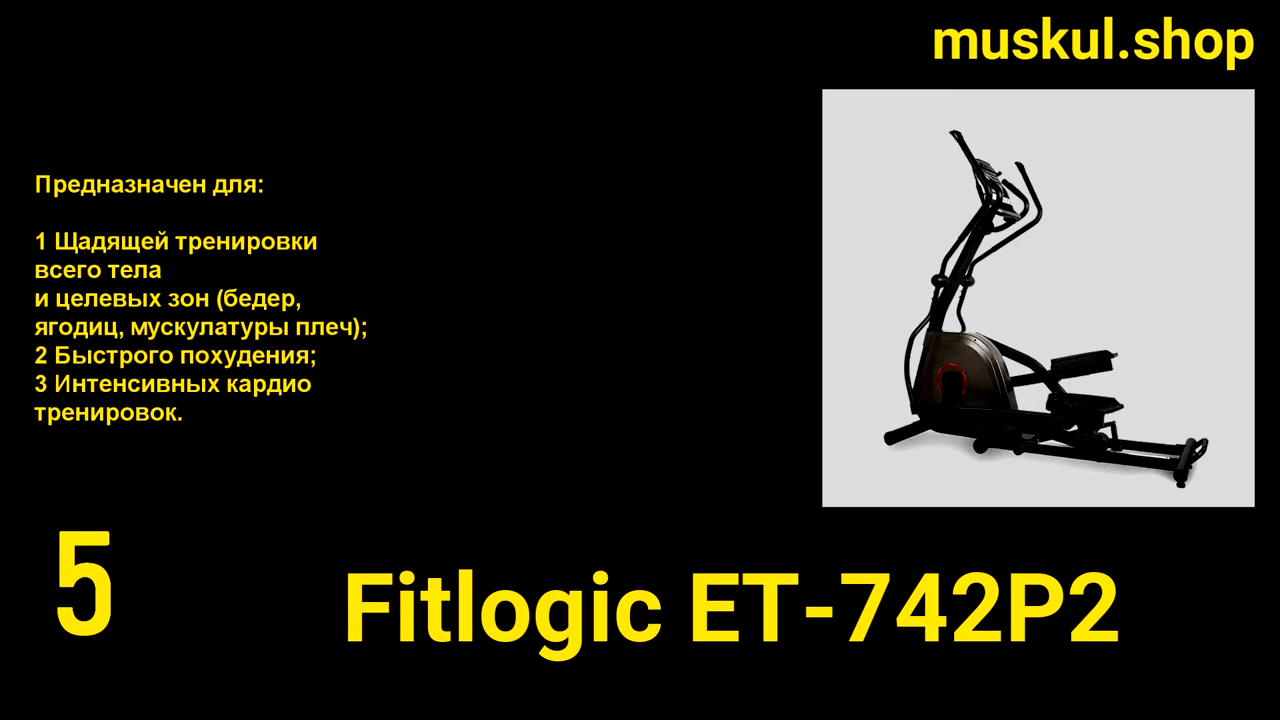 muskul.shop
Предназначен для:
1 Щадящей тренировки
всего тела
и целевых зон (бедер,
ягодиц, мускулатуры плеч);
2 Быстрого похудения;
3 Интенсивных кардио
тренировок.
5
Fitlogic ET-742P2